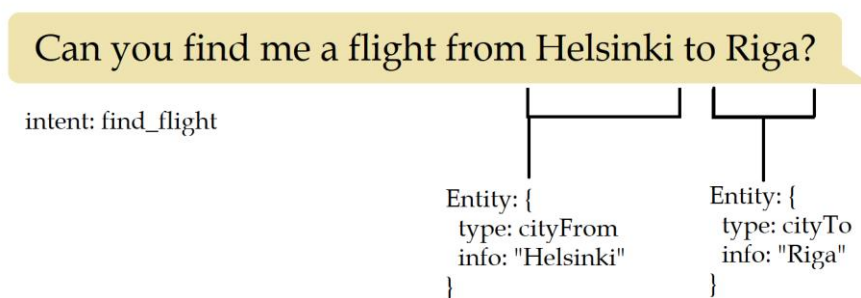 Can you find me a flight from Helsinki to Riga?
intent: find_flight
Entity: {
type: cityFrom
info: "Helsinki"
}
Entity: {
type: cityTo
info: "Riga"
}